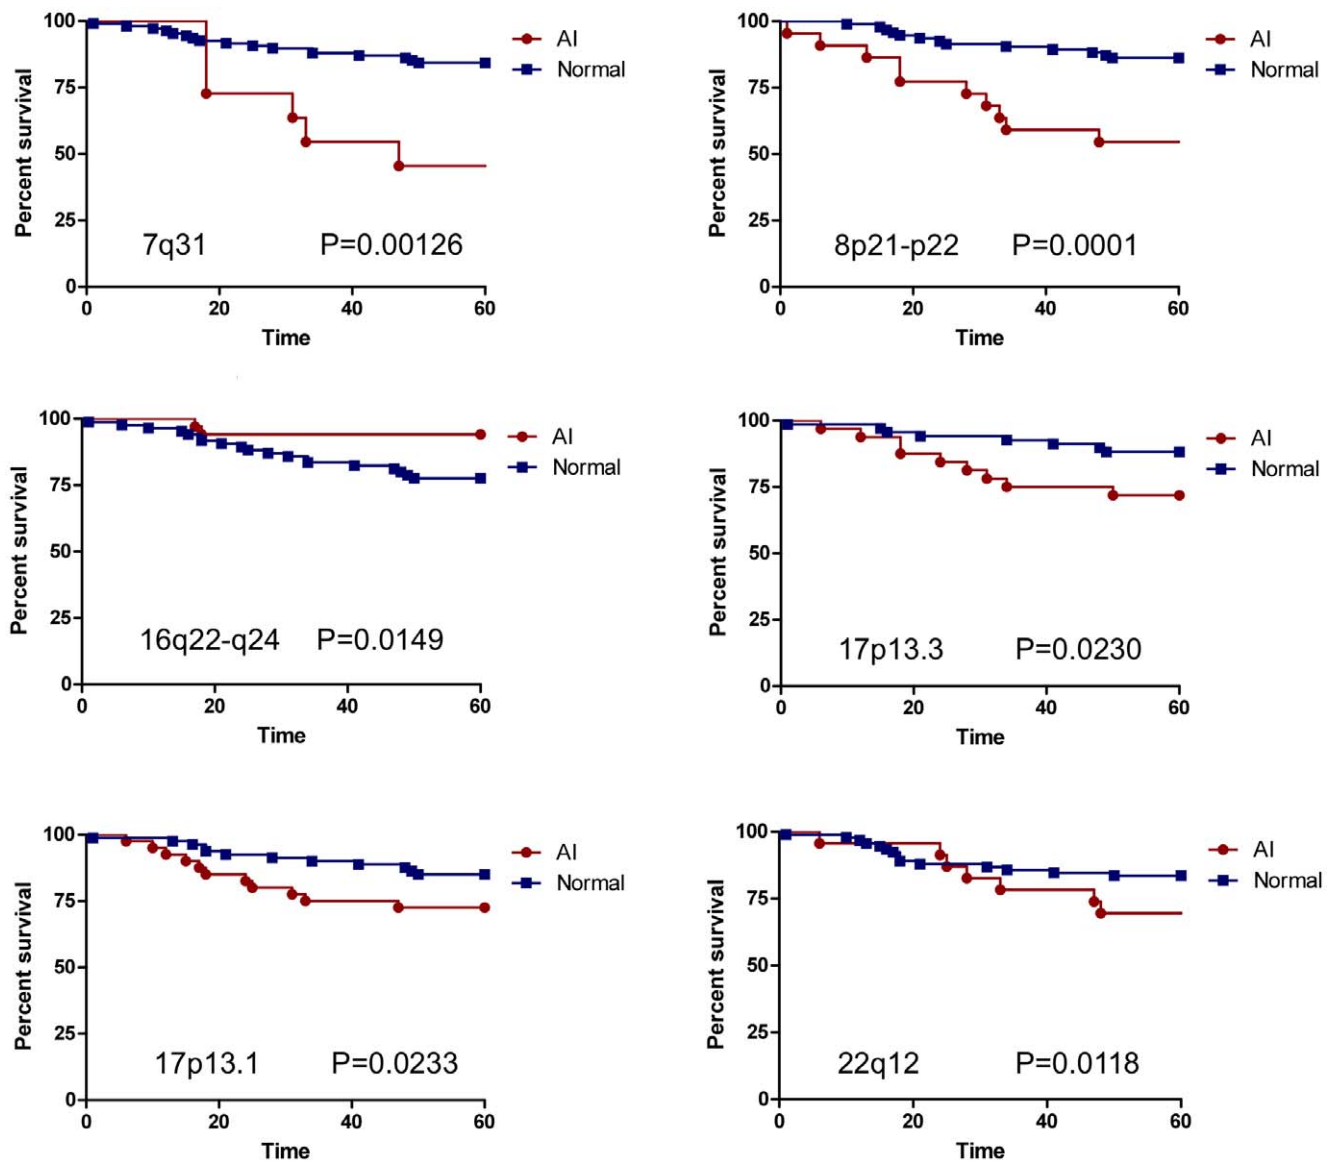 100
75
50
25
0
Percent survival
0 20 40 60
Time
7q31 P=0.00126
AI
Normal
100
75
50
25
0
Percent survival
0 20 40 60
Time
8p21-p22 P=0.0001
AI
Normal
100
75
50
25
0
Percent survival
0 20 40 60
Time
16q22-q24 P=0.0149
AI
Normal
100
75
50
25
0
Percent survival
0 20 40 60
Time
17p13.3 P=0.0230
AI
Normal
100
75
50
25
0
Percent survival
0 20 40 60
Time
17p13.1 P=0.0233
AI
Normal
100
75
50
25
0
Percent survival
0 20 40 60
Time
22q12 P=0.0118
AI
Normal